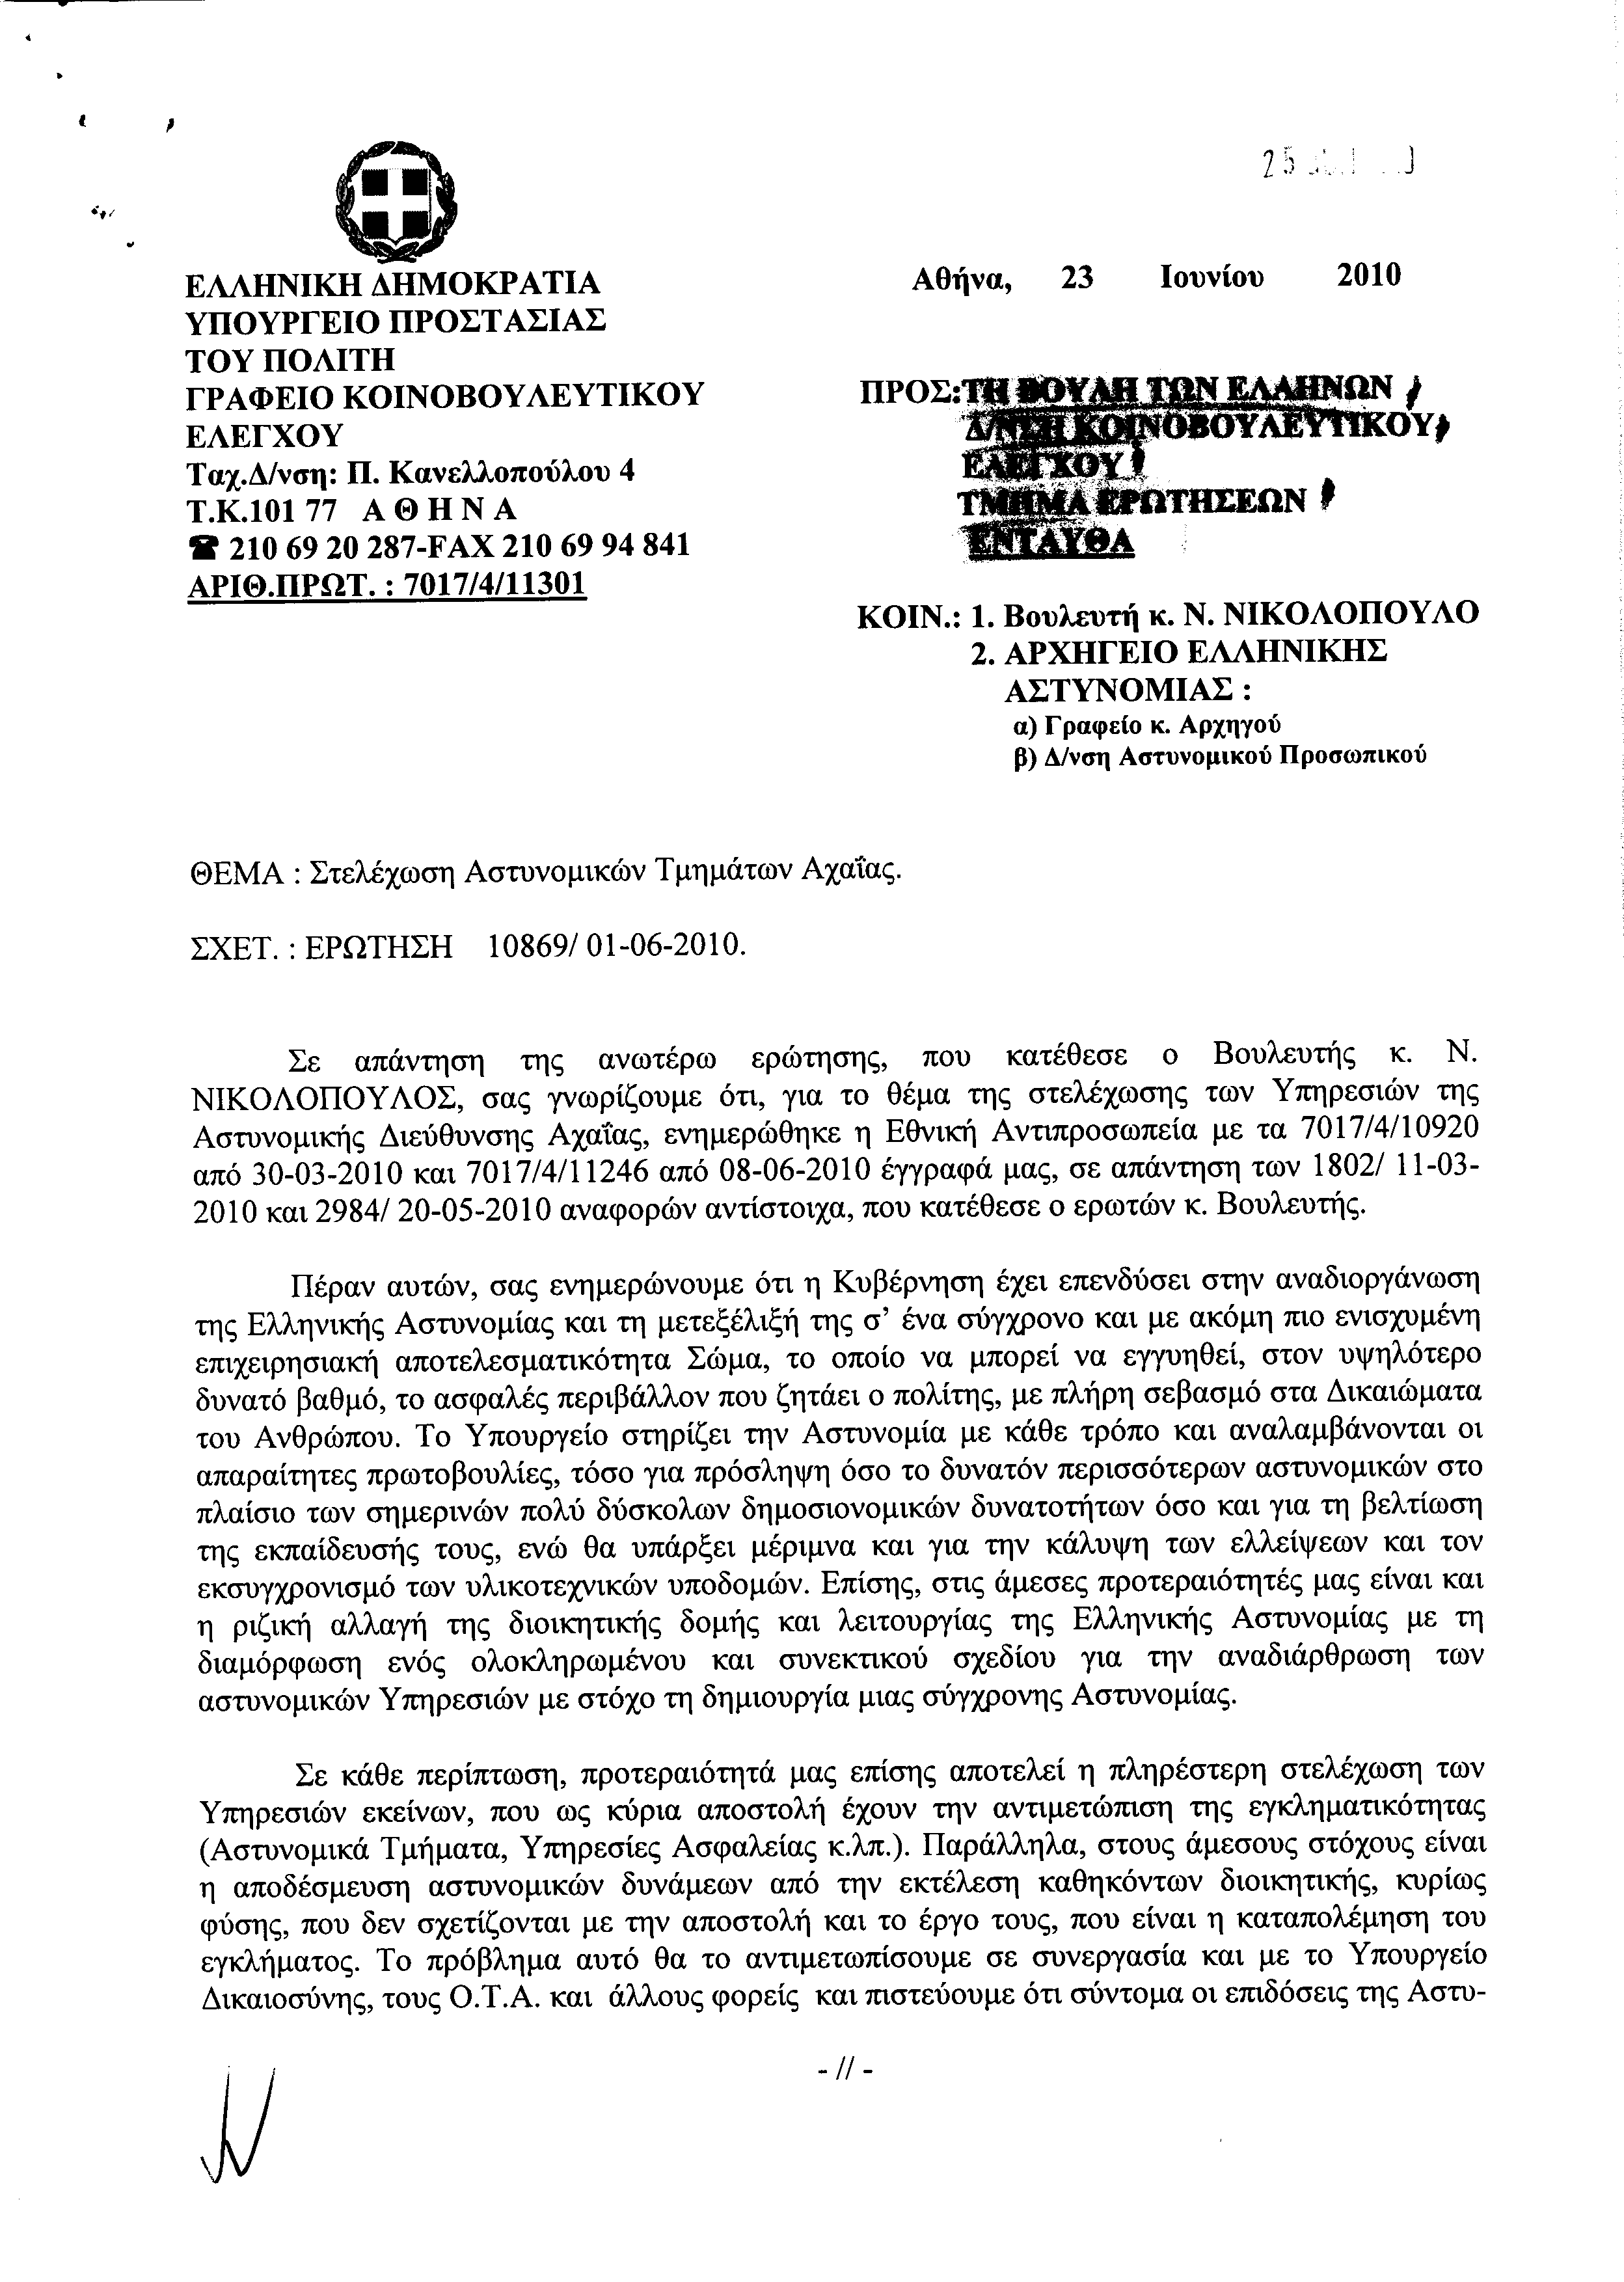 ΕΛΛΗΝΙΚΗ ΔΗΜΟΚΡΑΤΙΑ
ΥΠΟΥΡΓΕΙΟ ΠΡΟΣΤΑΣΙΑΣ
ΤΟΥ ΠΟΛΙΤΗ
ΓΡΑΦΕΙΟ ΚΟΙΝΟΒΟΥΛΕΥΤΙΚΟΥ
ΕΛΕΓΧΟΥ
Ταχ.Δ/νση: Π. Κανελλοπούλου 4
Τ.Κ.101 77 Α Θ Η Ν Α
☎ 210 69 20 287-FAX 210 69 94 841
ΑΡΙΘ.ΠΡΩΤ. : 7017/4/11301
Αθήνα, 23 Ιουνίου 2010
ΠΡΟΣ:ΤΗ ΒΟΥΛΗ ΤΩΝ ΕΛΛΗΝΩΝ
Δ/ΝΣΗ ΚΟΙΝΟΒΟΥΛΕΥΤΙΚΟΥ
ΕΛΕΓΧΟΥ
ΤΜΗΜΑ ΕΡΩΤΗΣΕΩΝ
ΕΝΤΑΥΘΑ
ΚΟΙΝ.: 1. Βουλευτή κ. Ν. ΝΙΚΟΛΟΠΟΥΛΟ
2. ΑΡΧΗΓΕΙΟ ΕΛΛΗΝΙΚΗΣ
ΑΣΤΥΝΟΜΙΑΣ :
α) Γραφείο κ. Αρχηγού
β) Δ/νση Αστυνομικού Προσωπικού
ΘΕΜΑ : Στελέχωση Αστυνομικών Τμημάτων Αχαΐας.
ΣΧΕΤ. : ΕΡΩΤΗΣΗ 10869/ 01-06-2010.
Σε απάντηση της ανωτέρω ερώτησης, που κατέθεσε ο Βουλευτής κ. Ν.
ΝΙΚΟΛΟΠΟΥΛΟΣ, σας γνωρίζουμε ότι, για το θέμα της στελέχωσης των Υπηρεσιών της
Αστυνομικής Διεύθυνσης Αχαΐας, ενημερώθηκε η Εθνική Αντιπροσωπεία με τα 7017/4/10920
από 30-03-2010 και 7017/4/11246 από 08-06-2010 έγγραφά μας, σε απάντηση των 1802/ 11-03-
2010 και 2984/ 20-05-2010 αναφορών αντίστοιχα, που κατέθεσε ο ερωτών κ. Βουλευτής.
Πέραν αυτών, σας ενημερώνουμε ότι η Κυβέρνηση έχει επενδύσει στην αναδιοργάνωση
της Ελληνικής Αστυνομίας και τη μετεξέλιξή της σ’ ένα σύγχρονο και με ακόμη πιο ενισχυμένη
επιχειρησιακή αποτελεσματικότητα Σώμα, το οποίο να μπορεί να εγγυηθεί, στον υψηλότερο
δυνατό βαθμό, το ασφαλές περιβάλλον που ζητάει ο πολίτης, με πλήρη σεβασμό στα Δικαιώματα
του Ανθρώπου. Το Υπουργείο στηρίζει την Αστυνομία με κάθε τρόπο και αναλαμβάνονται οι
απαραίτητες πρωτοβουλίες, τόσο για πρόσληψη όσο το δυνατόν περισσότερων αστυνομικών στο
πλαίσιο των σημερινών πολύ δύσκολων δημοσιονομικών δυνατοτήτων όσο και για τη βελτίωση
της εκπαίδευσής τους, ενώ θα υπάρξει μέριμνα και για την κάλυψη των ελλείψεων και τον
εκσυγχρονισμό των υλικοτεχνικών υποδομών. Επίσης, στις άμεσες προτεραιότητές μας είναι και
η ριζική αλλαγή της διοικητικής δομής και λειτουργίας της Ελληνικής Αστυνομίας με τη
διαμόρφωση ενός ολοκληρωμένου και συνεκτικού σχεδίου για την αναδιάρθρωση των
αστυνομικών Υπηρεσιών με στόχο τη δημιουργία μιας σύγχρονης Αστυνομίας.
Σε κάθε περίπτωση, προτεραιότητά μας επίσης αποτελεί η πληρέστερη στελέχωση των
Υπηρεσιών εκείνων, που ως κύρια αποστολή έχουν την αντιμετώπιση της εγκληματικότητας
(Αστυνομικά Τμήματα, Υπηρεσίες Ασφαλείας κ.λπ.). Παράλληλα, στους άμεσους στόχους είναι
η αποδέσμευση αστυνομικών δυνάμεων από την εκτέλεση καθηκόντων διοικητικής, κυρίως
φύσης, που δεν σχετίζονται με την αποστολή και το έργο τους, που είναι η καταπολέμηση του
εγκλήματος. Το πρόβλημα αυτό θα το αντιμετωπίσουμε σε συνεργασία και με το Υπουργείο
Δικαιοσύνης, τους Ο.Τ.Α. και άλλους φορείς και πιστεύουμε ότι σύντομα οι επιδόσεις της Αστυ-
- // -